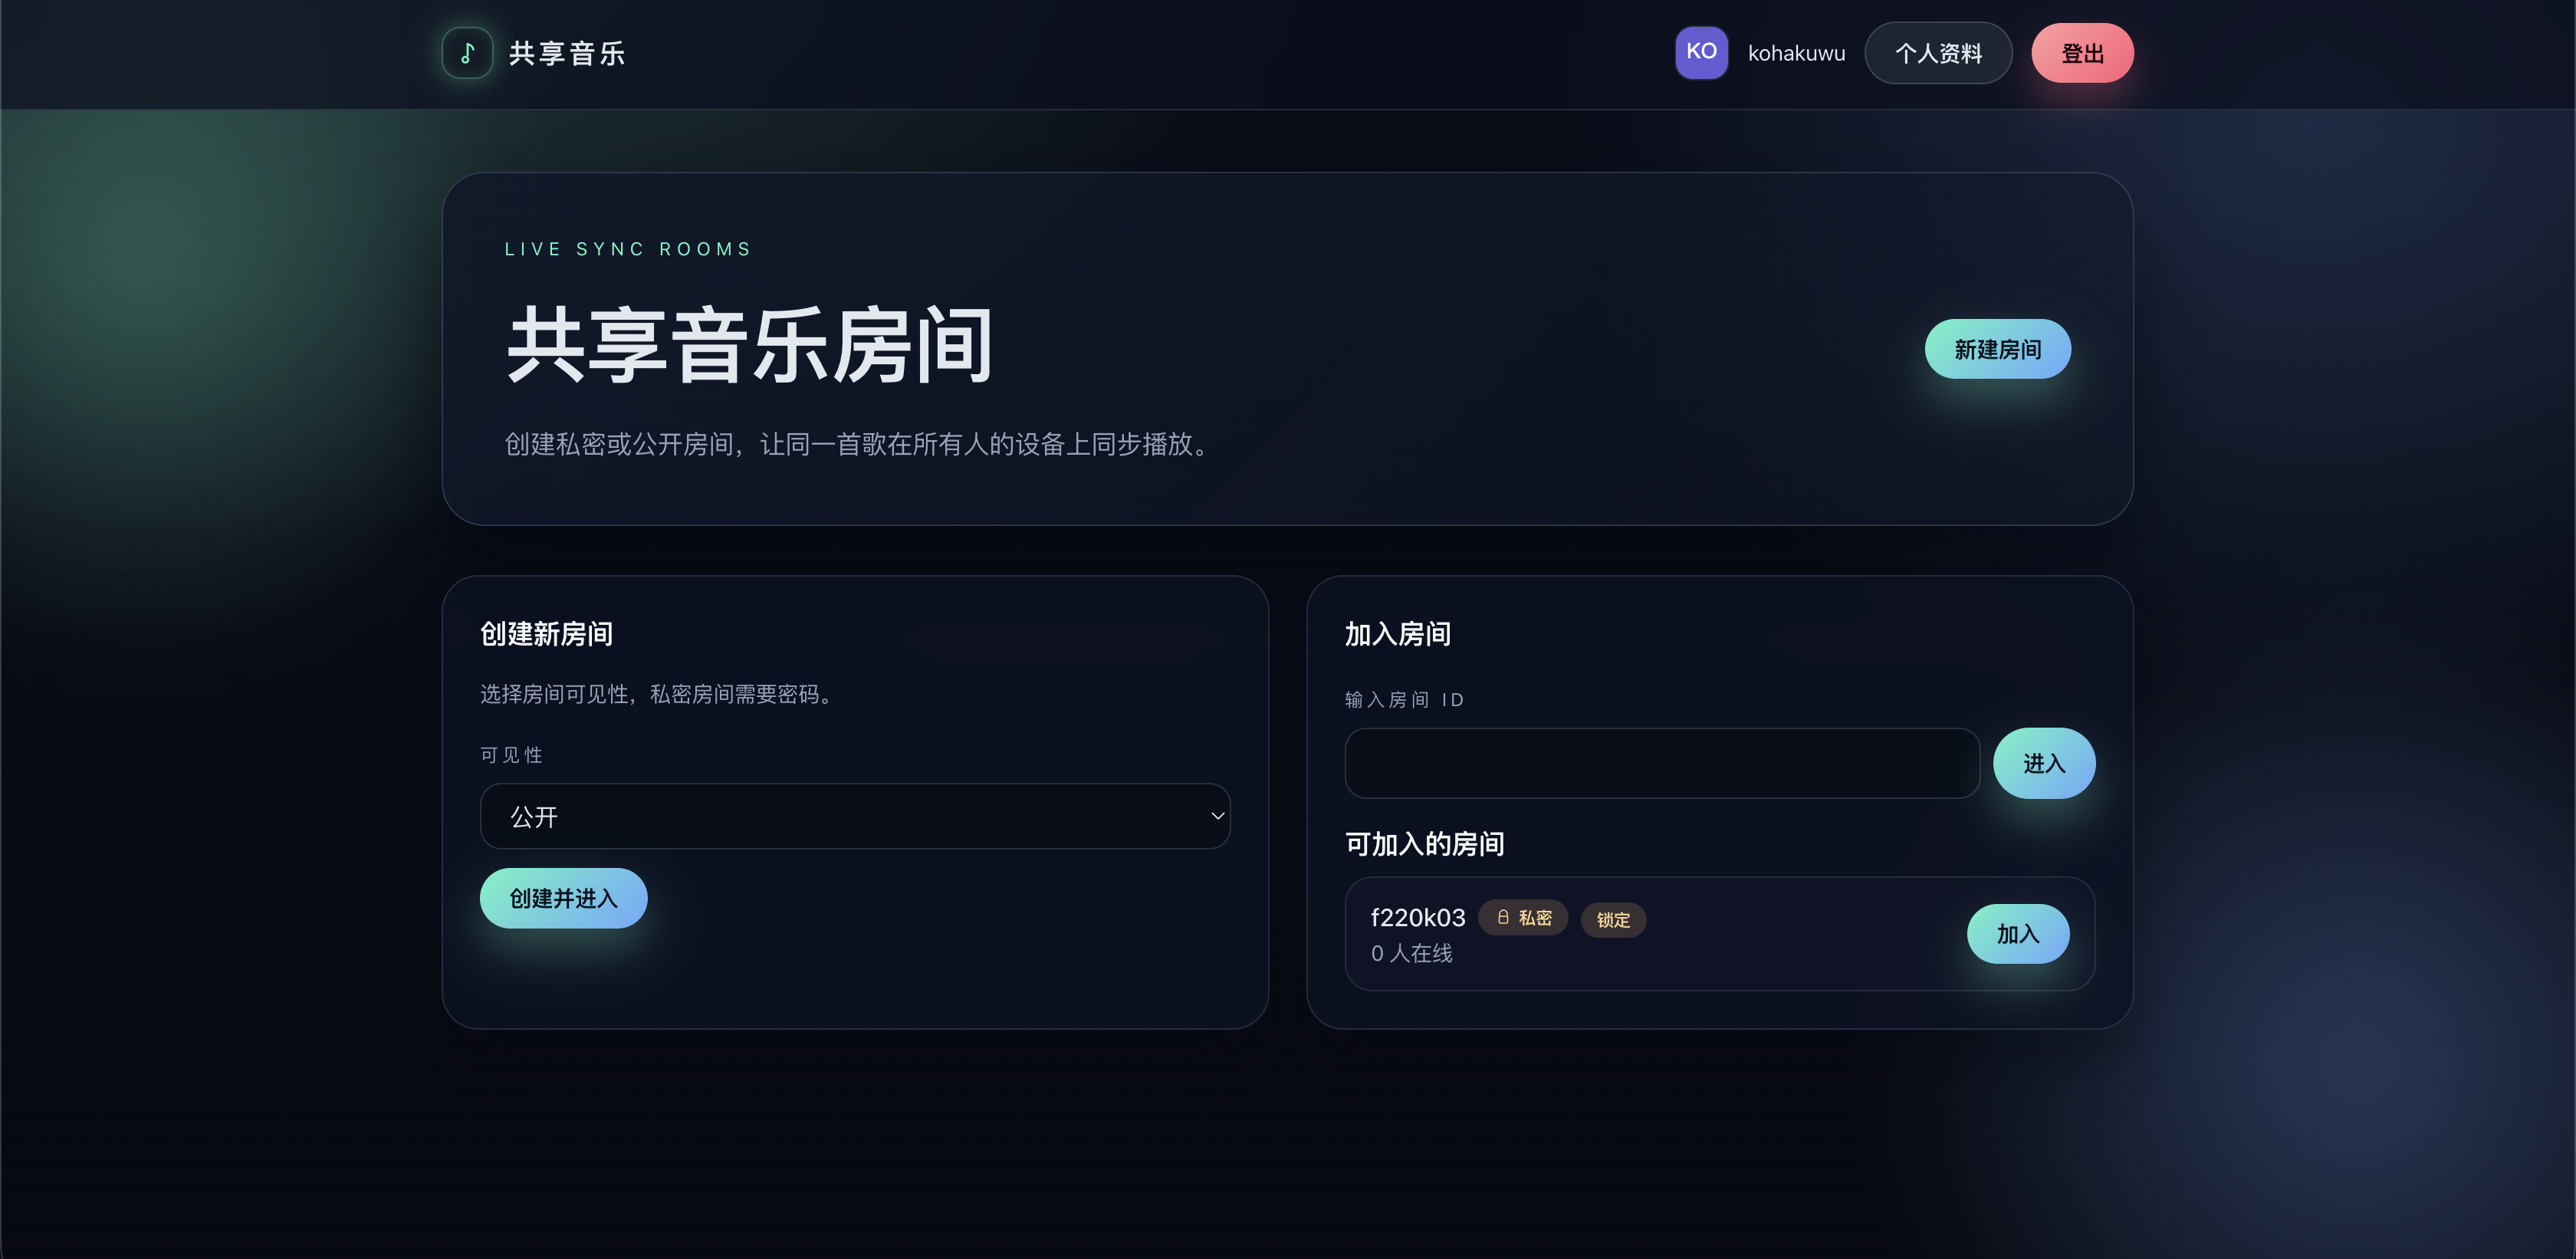 共享音乐
KO kohakuwu 个人资料 登出
LIVE SYNC ROOMS
共享音乐房间
创建私密或公开房间，让同一首歌在所有人的设备上同步播放。
新建房间
创建新房间
选择房间可见性，私密房间需要密码。
可见性
公开
创建并进入
加入房间
输入房间 ID
进入
可加入的房间
f220k03 私密 锁定
0 人在线
加入